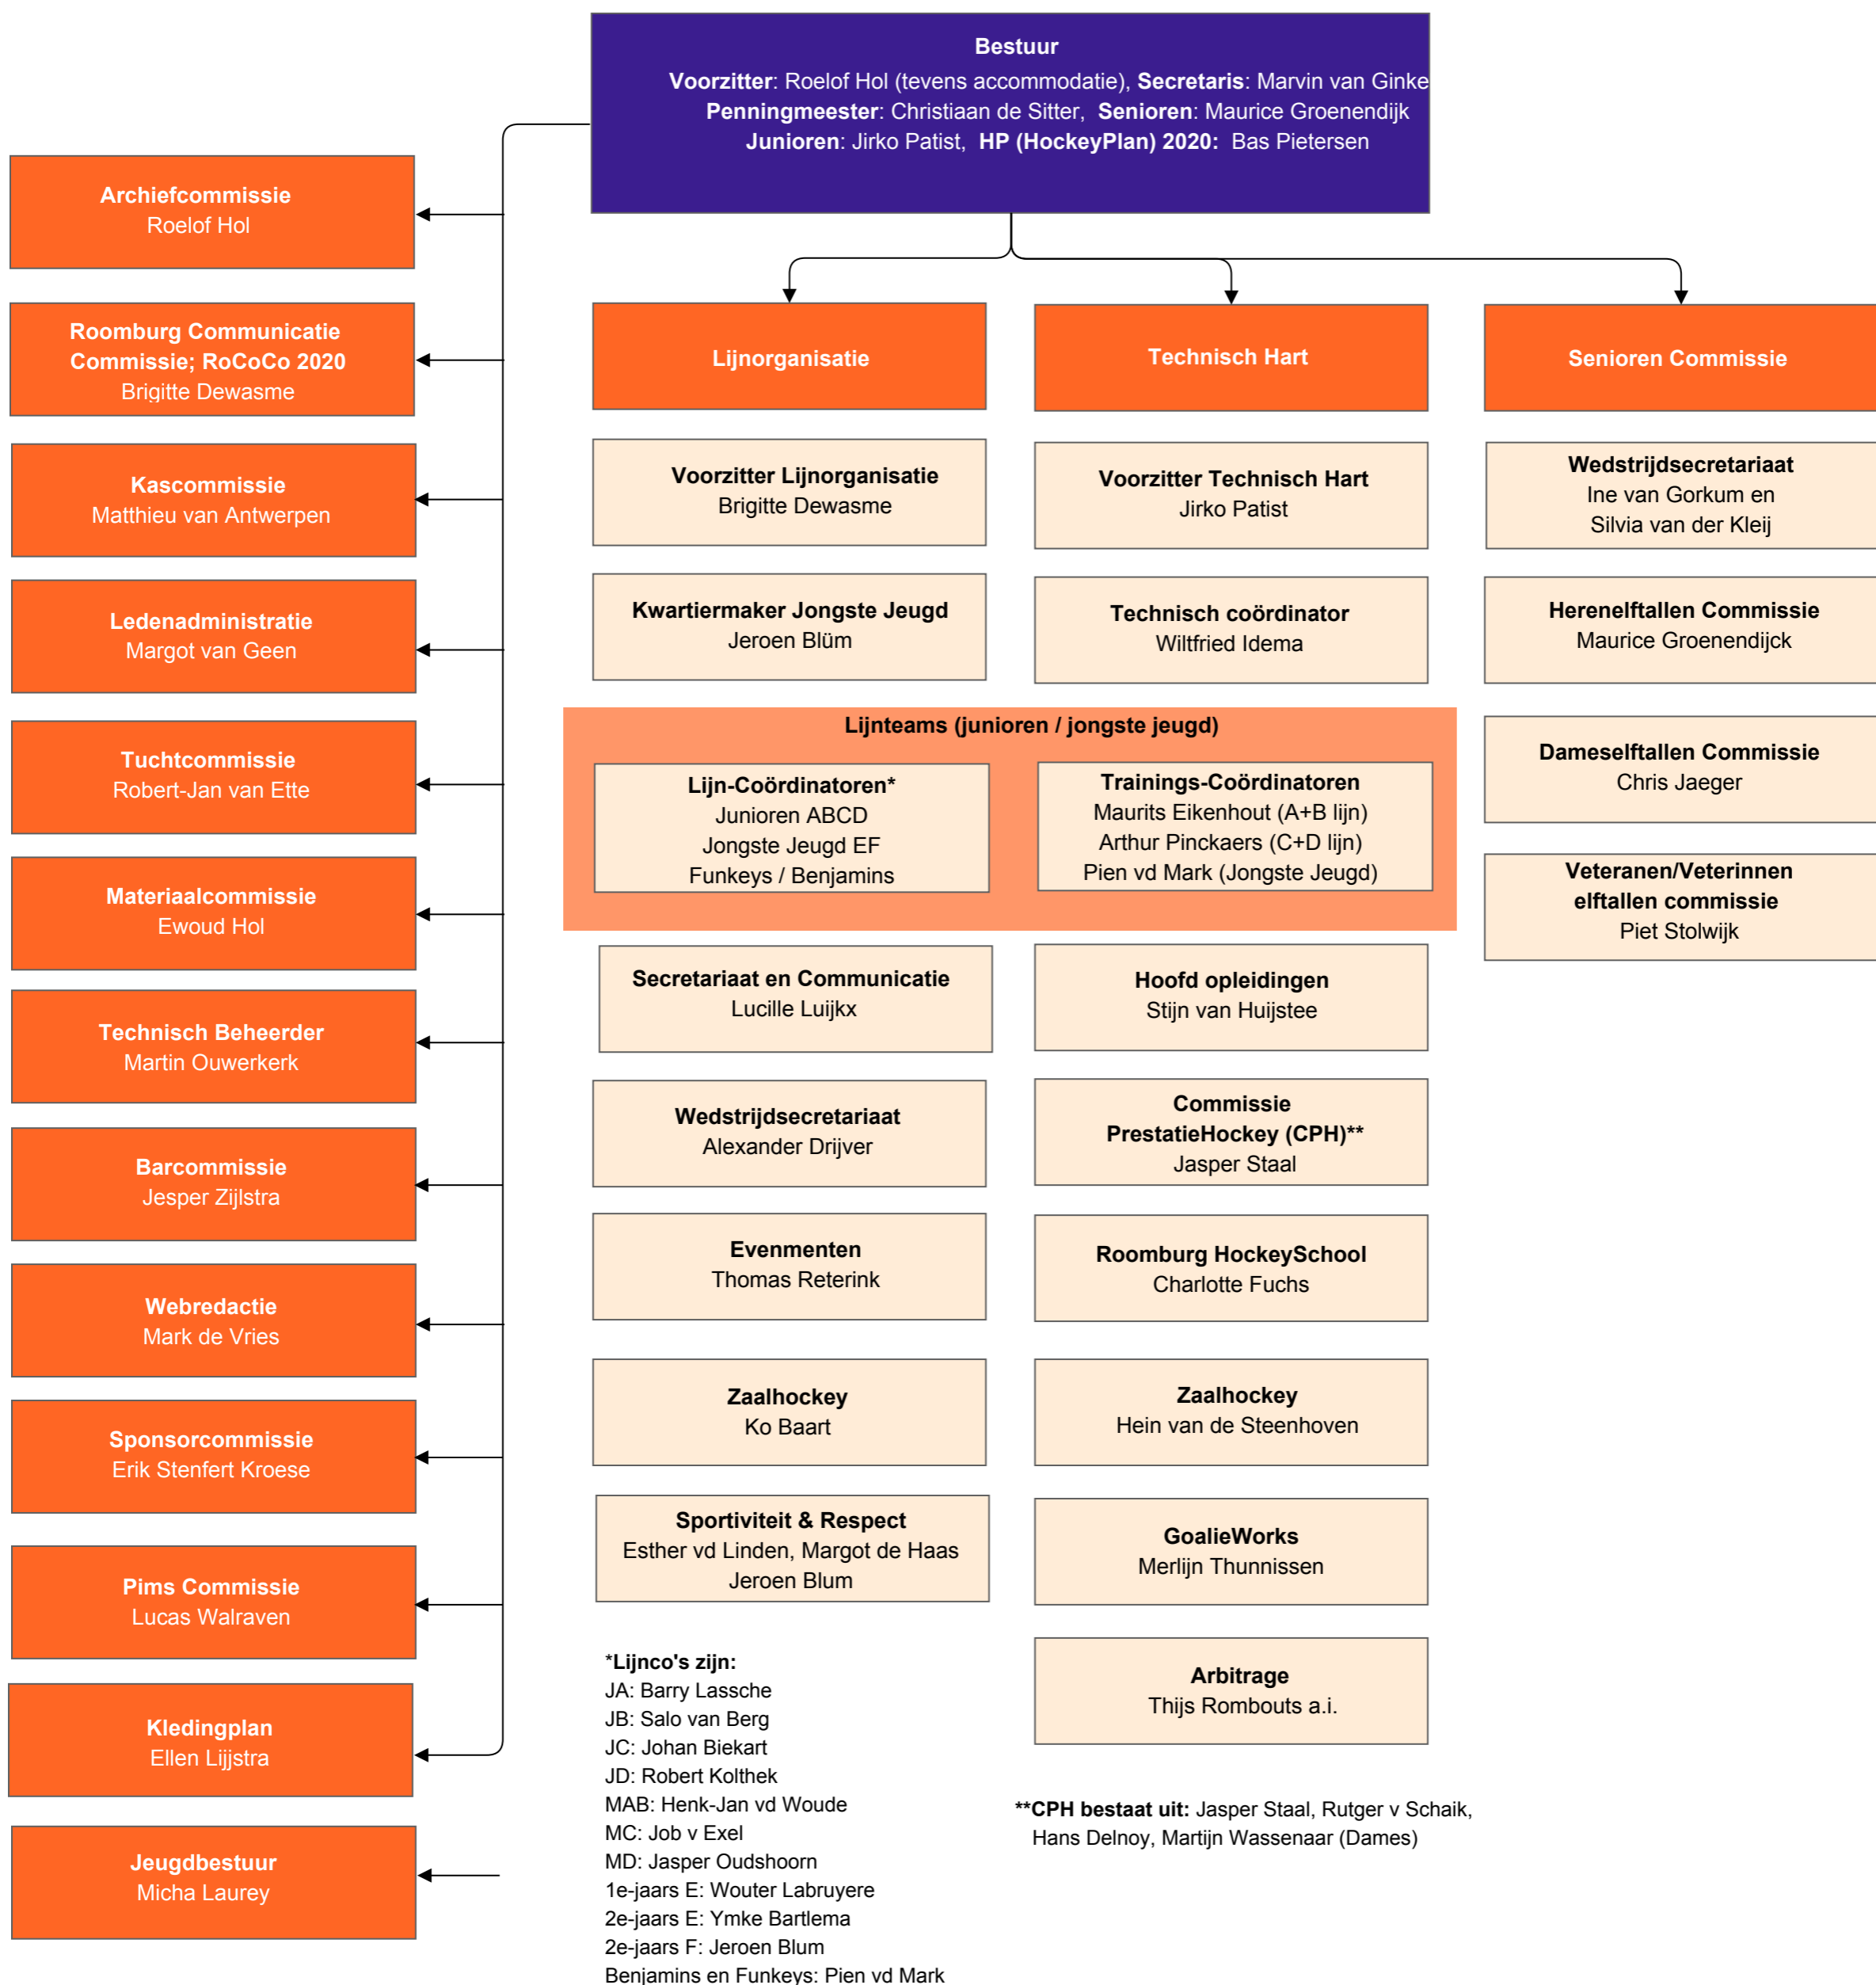 Bestuur
Voorzitter: Roelof Hol (tevens accommodatie), Secretaris: Marvin van Ginke
Penningmeester: Christiaan de Sitter, Senioren: Maurice Groenendijk
Junioren: Jirko Patist, HP (HockeyPlan) 2020: Bas Pietersen
Archiefcommissie
Roelof Hol
Roomburg Communicatie
Commissie; RoCoCo 2020
Brigitte Dewasme
Kascommissie
Matthieu van Antwerpen
Ledenadministratie
Margot van Geen
Tuchtcommissie
Robert-Jan van Ette
Materiaalcommissie
Ewoud Hol
Technisch Beheerder
Martin Ouwerkerk
Barcommissie
Jesper Zijlstra
Webredactie
Mark de Vries
Sponsorcommissie
Erik Stenfert Kroese
Pims Commissie
Lucas Walraven
Kledingplan
Ellen Lijjstra
Jeugdbestuur
Micha Laurey
Lijnorganisatie
Voorzitter Lijnorganisatie
Brigitte Dewasme
Kwartiermaker Jongste Jeugd
Jeroen Blüm
Technisch Hart
Voorzitter Technisch Hart
Jirko Patist
Technisch coördinator
Wiltfried Idema
Lijnteams (junioren / jongste jeugd)
Lijn-Coördinatoren*
Junioren ABCD
Jongste Jeugd EF
Funkeys / Benjamins
Trainings-Coördinatoren
Maurits Eikenhout (A+B lijn)
Arthur Pinckaers (C+D lijn)
Pien vd Mark (Jongste Jeugd)
Secretariaat en Communicatie
Lucille Luijkx
Wedstrijdsecretariaat
Alexander Drijver
Evenmenten
Thomas Reterink
Zaalhockey
Ko Baart
Sportiviteit & Respect
Esther vd Linden, Margot de Haas
Jeroen Blum
*Lijnco's zijn:
JA: Barry Lassche
JB: Salo van Berg
JC: Johan Biekart
JD: Robert Kolthek
MAB: Henk-Jan vd Woude
MC: Job v Exel
MD: Jasper Oudshoorn
1e-jaars E: Wouter Labruyere
2e-jaars E: Ymke Bartlema
2e-jaars F: Jeroen Blum
Benjamins en Funkeys: Pien vd Mark
Hoofd opleidingen
Stijn van Huijstee
Commissie
PrestatieHockey (CPH)**
Jasper Staal
Roomburg HockeySchool
Charlotte Fuchs
Zaalhockey
Hein van de Steenhoven
GoalieWorks
Merlijn Thunnissen
Arbitrage
Thijs Rombouts a.i.
**CPH bestaat uit: Jasper Staal, Rutger v Schaik,
Hans Delnoy, Martijn Wassenaar (Dames)
Senioren Commissie
Wedstrijdsecretariaat
Ine van Gorkum en
Silvia van der Kleij
Herenelftallen Commissie
Maurice Groenendijck
Dameselftallen Commissie
Chris Jaeger
Veteranen/Veterinnen
elftallen commissie
Piet Stolwijk